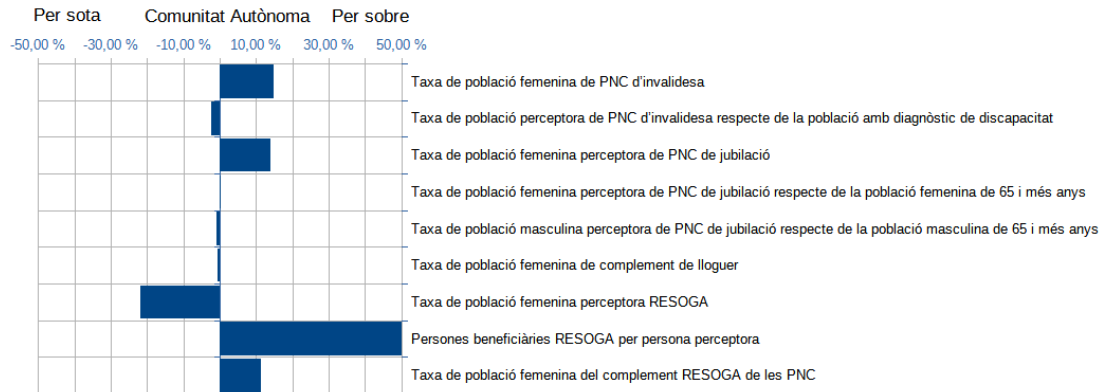 Per sota Comunitat Autònoma Per sobre
-50,00 % -30,00 % -10,00 % 10,00 % 30,00 % 50,00 %
Taxa de població femenina de PNC d'invalidesa
Taxa de població perceptora de PNC d'invalidesa respecte de la població amb diagnòstic de discapacitat
Taxa de població femenina perceptora de PNC de jubilació
Taxa de població femenina perceptora de PNC de jubilació respecte de la població femenina de 65 i més anys
Taxa de població masculina perceptora de PNC de jubilació respecte de la població masculina de 65 i més anys
Taxa de població femenina de complement de lloguer
Taxa de població femenina perceptora RESOGA
Persones beneficiàries RESOGA per persona perceptora
Taxa de població femenina del complement RESOGA de les PNC